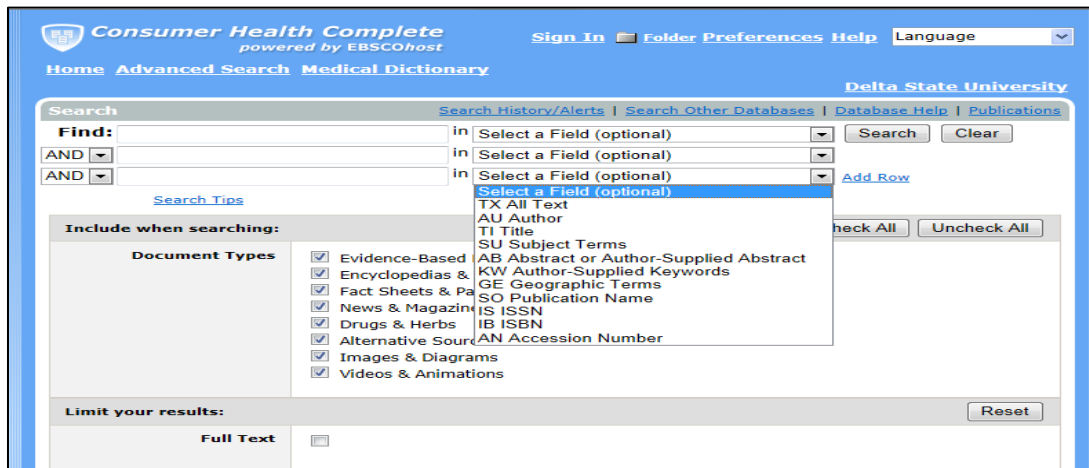 Consumer Health Complete
powered by EBSCOhost
Sign In Folder Preferences Help Language
Home Advanced Search Medical Dictionary
Delta State University
Search Search History/Alerts | Search Other Databases | Database Help | Publications
Find: in Select a Field (optional) Search Clear
AND in Select a Field (optional)
AND in Select a Field (optional) Add Row
Search Tips
Select a Field (optional)
TX All Text
AU Author
TI Title
SU Subject Terms
AB Abstract or Author-Supplied Abstract
KW Author-Supplied Keywords
GE Geographic Terms
SO Publication Name
IS ISSN
IB ISBN
AN Accession Number
Include when searching: All Uncheck All
Document Types
Evidence-Based
Encyclopedias &
Fact Sheets &
News &
Drugs & Herbs
Alternative
Images & Diagrams
Videos & Animations
Limit your results: Reset
Full Text